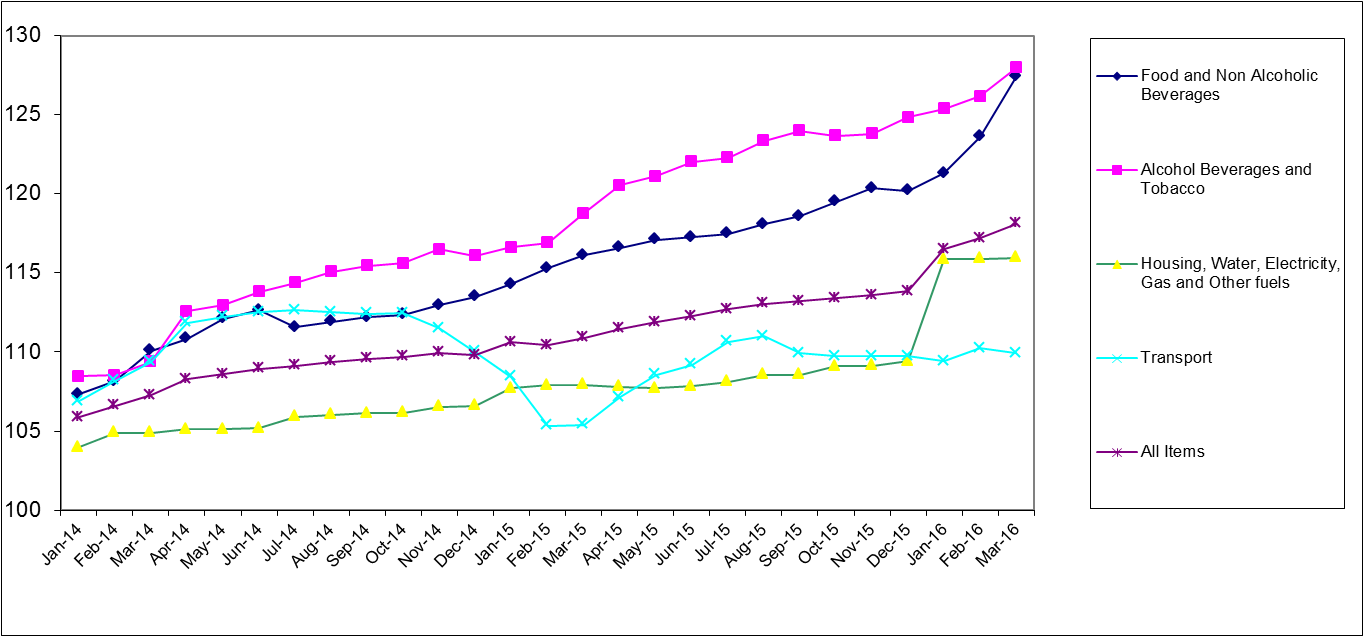 130
125
120
115
110
105
100
Jan-14
Feb-14
Mar-14
Apr-14
May-14
Jun-14
Jul-14
Aug-14
Sep-14
Oct-14
Nov-14
Dec-14
Jan-15
Feb-15
Mar-15
Apr-15
May-15
Jun-15
Jul-15
Aug-15
Sep-15
Oct-15
Nov-15
Dec-15
Jan-16
Feb-16
Mar-16
Food and Non Alcoholic
Beverages
Alcohol Beverages and
Tobacco
Housing, Water, Electricity,
Gas and Other fuels
Transport
All Items